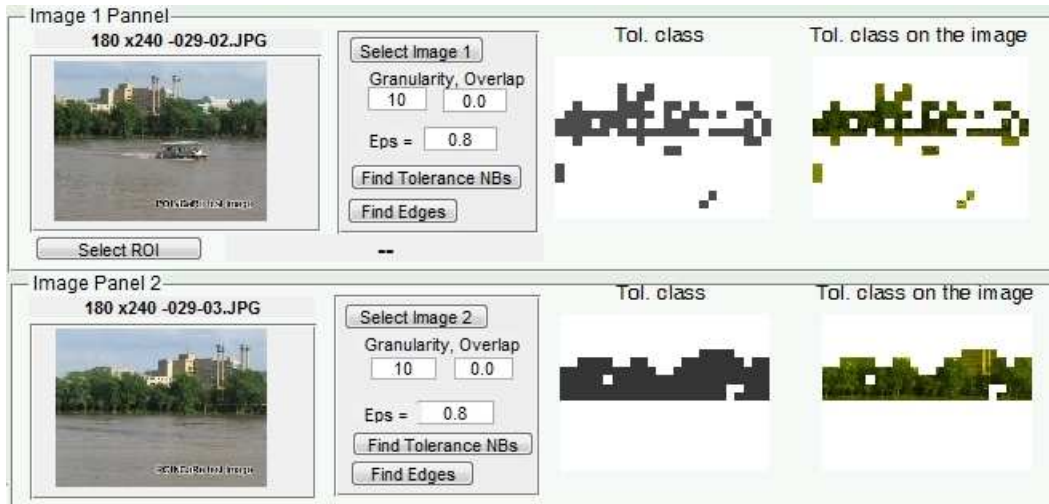 Image 1 Pannel
180 x240 -029-02.JPG
Select Image 1
Granularity, Overlap
10 0.0
Eps = 0.8
Find Tolerance NBs
Find Edges
Tol. class
Tol. class on the image
Select ROI
--
Image Panel 2
180 x240 -029-03.JPG
Select Image 2
Granularity, Overlap
10 0.0
Eps = 0.8
Find Tolerance NBs
Find Edges
Tol. class
Tol. class on the image